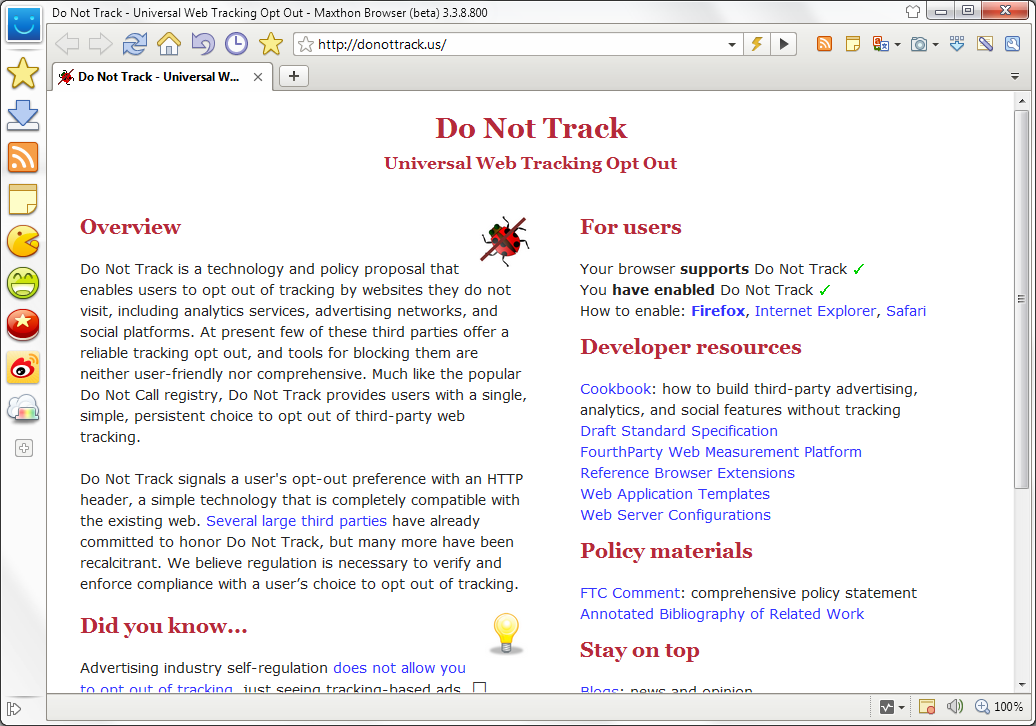 Do Not Track - Universal Web Tracking Opt Out - Maxthon Browser (beta) 3.3.8.800
http://donottrack.us/
Do Not Track - Universal W...
Do Not Track
Universal Web Tracking Opt Out
Overview
Do Not Track is a technology and policy proposal that
enables users to opt out of tracking by websites they do not
visit, including analytics services, advertising networks, and
social platforms. At present few of these third parties offer a
reliable tracking opt out, and tools for blocking them are
neither user-friendly nor comprehensive. Much like the popular
Do Not Call registry, Do Not Track provides users with a single,
simple, persistent choice to opt out of third-party web
tracking.
Do Not Track signals a user's opt-out preference with an HTTP
header, a simple technology that is completely compatible with
the existing web. Several large third parties have already
committed to honor Do Not Track, but many more have been
recalcitrant. We believe regulation is necessary to verify and
enforce compliance with a user’s choice to opt out of tracking.
Did you know...
Advertising industry self-regulation does not allow you
to opt out of tracking, just seeing tracking-based ads.
For users
Your browser supports Do Not Track ✓
You have enabled Do Not Track ✓
How to enable: Firefox, Internet Explorer, Safari
Developer resources
Cookbook: how to build third-party advertising,
analytics, and social features without tracking
Draft Standard Specification
FourthParty Web Measurement Platform
Reference Browser Extensions
Web Application Templates
Web Server Configurations
Policy materials
FTC Comment: comprehensive policy statement
Annotated Bibliography of Related Work
Stay on top
Blogs: news and opinion
100%